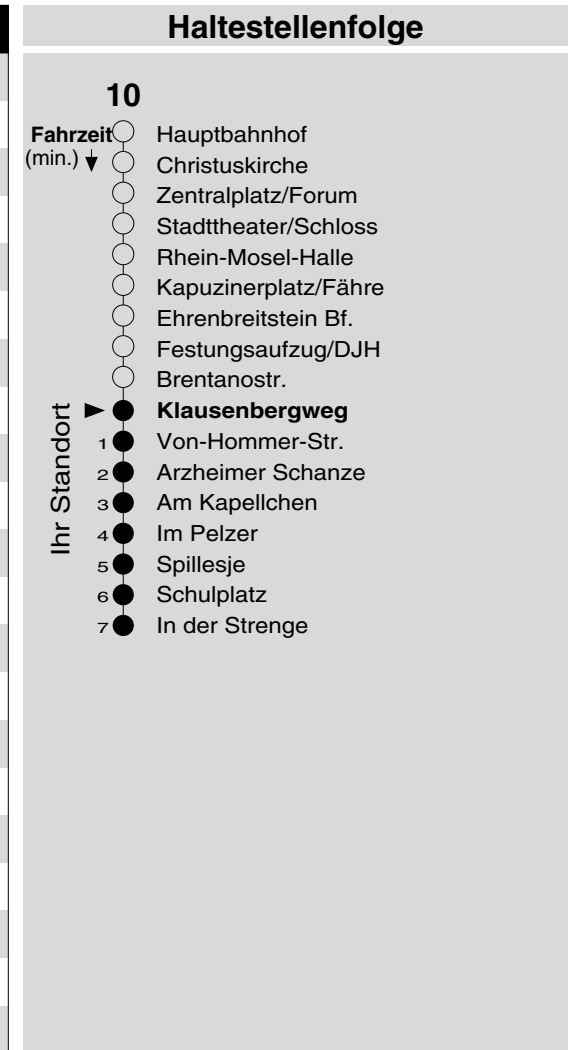 Haltestellenfolge
10
Fahrzeit Hauptbahnhof
(min.) Christuskirche
Zentralplatz/Forum
Stadttheater/Schloss
Rhein-Mosel-Halle
Kapuzinerplatz/Fähre
Ehrenbreitstein Bf.
Festungsaufzug/DJH
Brentanostr.
Klausenbergweg
1 Von-Hommer-Str.
2 Arzheimer Schanze
3 Am Kapellchen
4 Im Pelzer
5 Spillesje
6 Schulplatz
7 In der Strenge
Ihr Standort